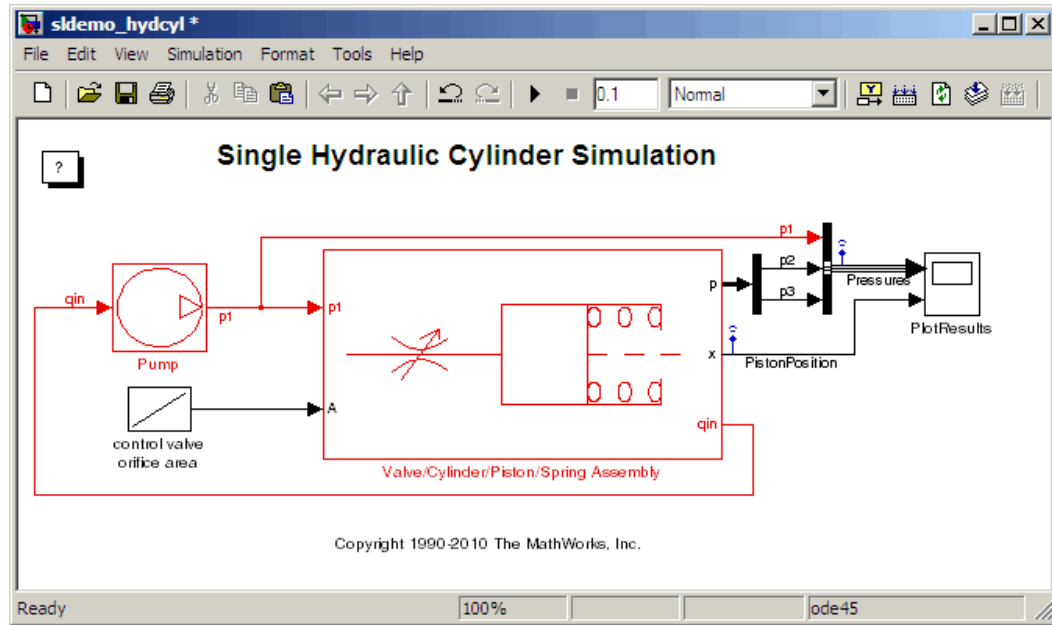 sldemo_hydcyl *
File Edit View Simulation Format Tools Help
0.1 Normal
?
Single Hydraulic Cylinder Simulation
p1
p2
p3
Pressures
PlotResults
p
x
PistonPosition
qin
qin
p1
Pump
p1
A
control valve
orifice area
Valve/Cylinder/Piston/Spring Assembly
Copyright 1990-2010 The MathWorks, Inc.
Ready 100% ode45